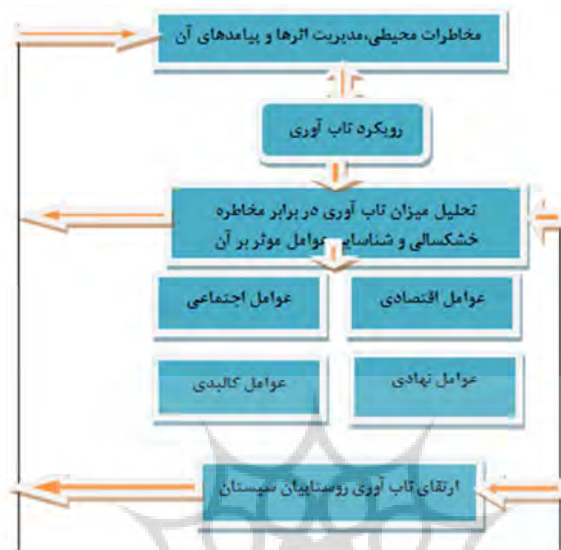 مخاطرات محیطی،مدیریت اثرها و پیامدهای آن
رویکرد تاب آوری
تحلیل میزان تاب آوری در برابر مخاطره
خشکسالی و شناسایی عوامل موثر بر آن
عوامل اقتصادی
عوامل اجتماعی
عوامل نهادی
عوامل کالبدی
ارتقای تاب آوری روستاییان سیستان